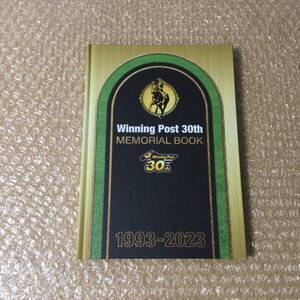 Winning Post 30th
MEMORIAL BOOK
Winning Post
30th
1993-2023